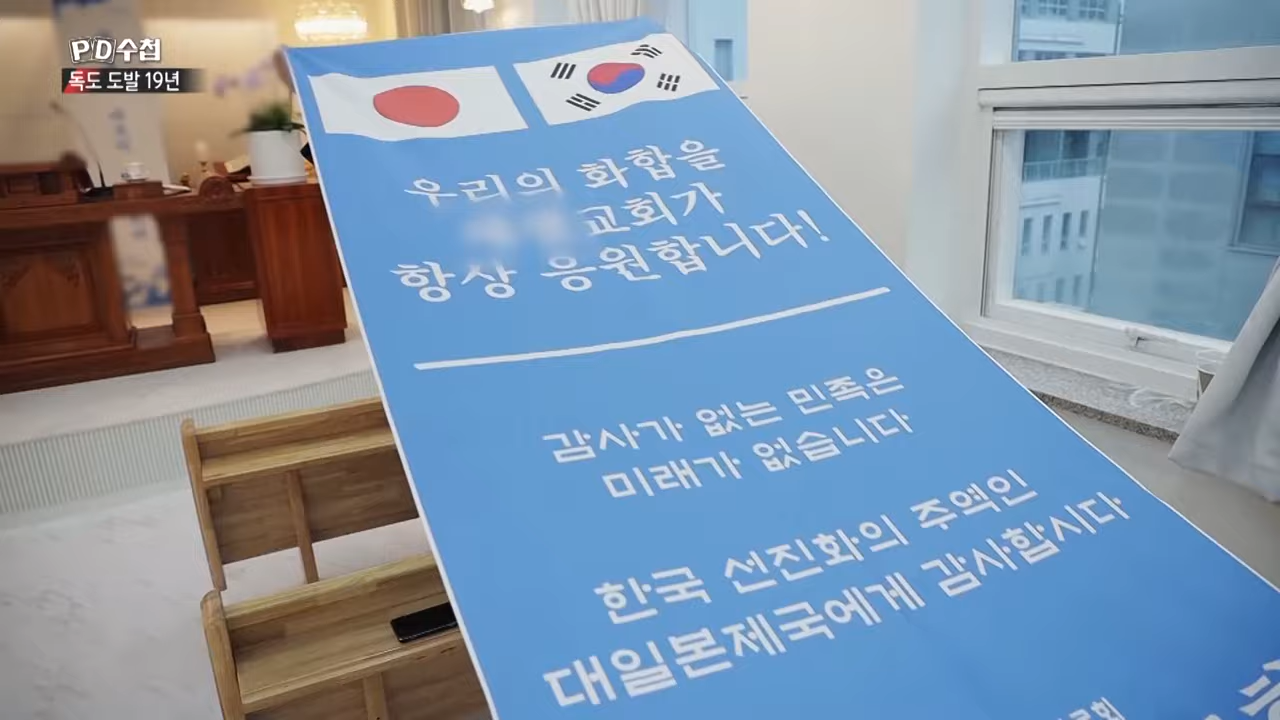 PD수첩
독도 도발 19년
우리의 화합을
교회가
항상 응원합니다!
감사가 없는 민족은
미래가 없습니다
한국 선진화의 주역인
대일본제국에게 감사합시다